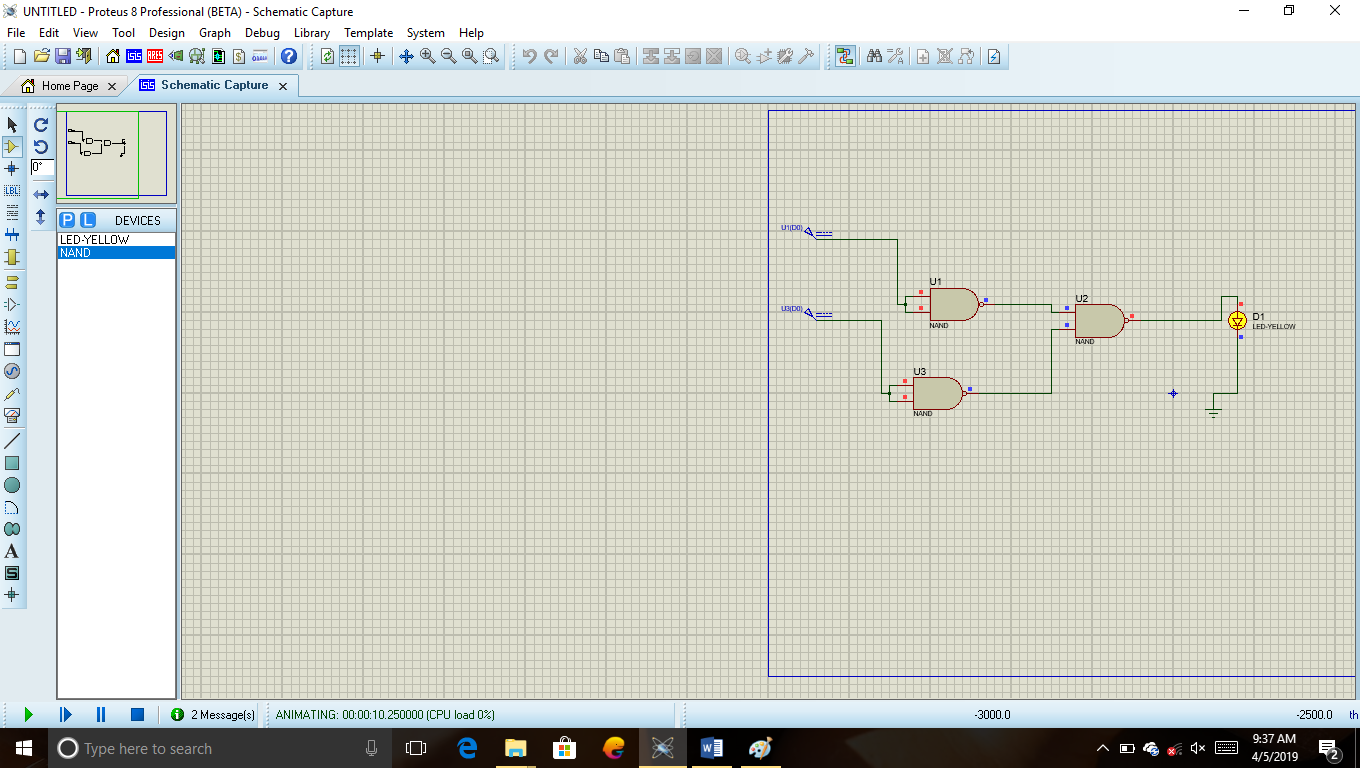 UNTITLED - Proteus 8 Professional (BETA) - Schematic Capture
File Edit View Tool Design Graph Debug Library Template System Help
Home Page
Schematic Capture
0°
LBL
P L DEVICES
LED-YELLOW
NAND
A
S
U1(D0)
U3(D0)
U1
NAND
U2
NAND
U3
NAND
D1
LED-YELLOW
2 Message(s)
ANIMATING: 00:00:10.250000 (CPU load 0%)
-3000.0
-2500.0
th
Type here to search
9:37 AM
4/5/2019
2